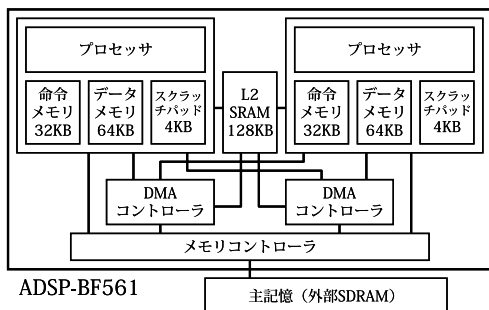 プロセッサ
プロセッサ
命令
メモリ
32KB
データ
メモリ
64KB
スクラッ
チパッド
4KB
L2
SRAM
128KB
命令
メモリ
32KB
データ
メモリ
64KB
スクラッ
チパッド
4KB
DMA
コントローラ
DMA
コントローラ
メモリコントローラ
ADSP-BF561
主記憶（外部SDRAM）